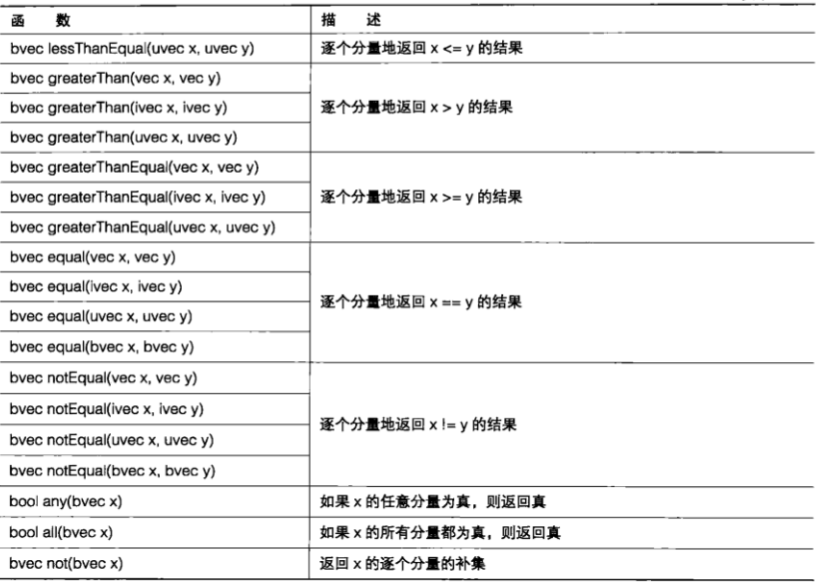 函 数 描 述
bvec lessThanEqual(uvec x, uvec y) 逐个分量地返回 x <= y 的结果
bvec greaterThan(vec x, vec y)
bvec greaterThan(ivec x, ivec y) 逐个分量地返回 x > y 的结果
bvec greaterThan(uvec x, uvec y)
bvec greaterThanEqual(vec x, vec y)
bvec greaterThanEqual(ivec x, ivec y) 逐个分量地返回 x >= y 的结果
bvec greaterThanEqual(uvec x, uvec y)
bvec equal(vec x, vec y)
bvec equal(ivec x, ivec y)
逐个分量地返回 x == y 的结果
bvec equal(uvec x, uvec y)
bvec equal(bvec x, bvec y)
bvec notEqual(vec x, vec y)
bvec notEqual(ivec x, ivec y)
逐个分量地返回 x != y 的结果
bvec notEqual(uvec x, uvec y)
bvec notEqual(bvec x, bvec y)
bool any(bvec x) 如果 x 的任意分量为真，则返回真
bool all(bvec x) 如果 x 的所有分量都为真，则返回真
bvec not(bvec x) 返回 x 的逐个分量的补集